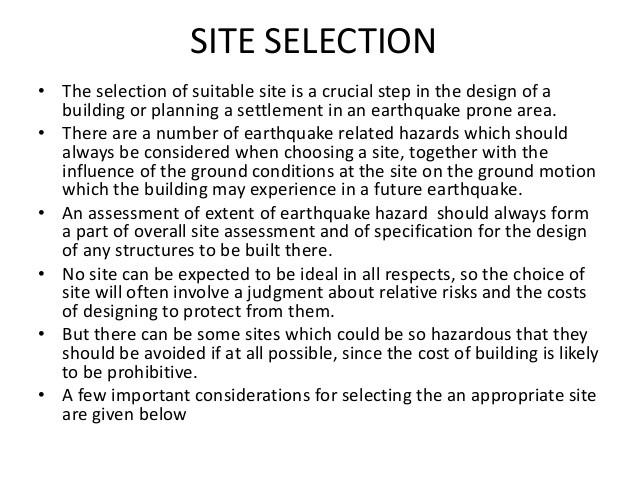 SITE SELECTION
• The selection of suitable site is a crucial step in the design of a
building or planning a settlement in an earthquake prone area.
• There are a number of earthquake related hazards which should
always be considered when choosing a site, together with the
influence of the ground conditions at the site on the ground motion
which the building may experience in a future earthquake.
• An assessment of extent of earthquake hazard should always form
a part of overall site assessment and of specification for the design
of any structures to be built there.
• No site can be expected to be ideal in all respects, so the choice of
site will often involve a judgment about relative risks and the costs
of designing to protect from them.
• But there can be some sites which could be so hazardous that they
should be avoided if at all possible, since the cost of building is likely
to be prohibitive.
• A few important considerations for selecting the an appropriate site
are given below